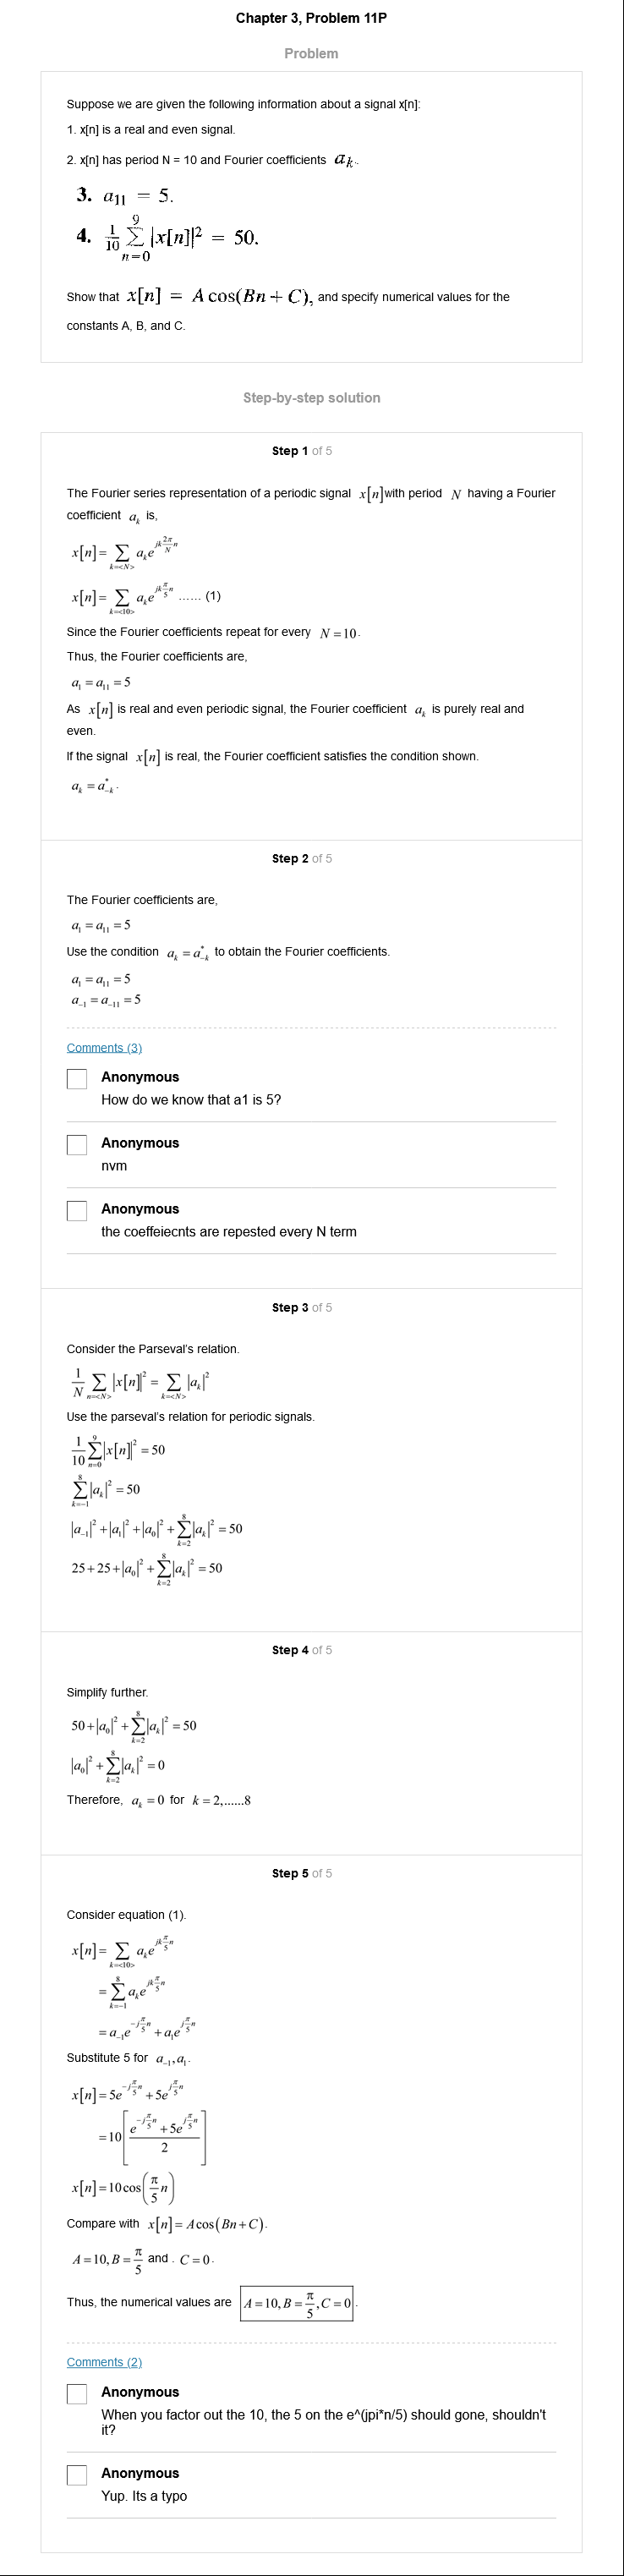 Chapter 3, Problem 11P
Problem
Suppose we are given the following information about a signal x[n]:
1. x[n] is a real and even signal.
2. x[n] has period N = 10 and Fourier coefficients a_k.
3. a_{11} = 5.
4. \frac{1}{10} \sum_{n=0}^{9} |x[n]|^2 = 50.
Show that x[n] = A cos(Bn + C), and specify numerical values for the
constants A, B, and C.
Step-by-step solution
Step 1 of 5
The Fourier series representation of a periodic signal x[n] with period N having a Fourier
coefficient a_k is,
x[n] = \sum_{k=<N>} a_k e^{jk\frac{2\pi}{N}n}
x[n] = \sum_{k=<10>} a_k e^{jk\frac{\pi}{5}n} ...... (1)
Since the Fourier coefficients repeat for every N = 10.
Thus, the Fourier coefficients are,
a_1 = a_{11} = 5
As x[n] is real and even periodic signal, the Fourier coefficient a_k is purely real and
even.
If the signal x[n] is real, the Fourier coefficient satisfies the condition shown.
a_k = a_{-k}^*.
Step 2 of 5
The Fourier coefficients are,
a_1 = a_{11} = 5
Use the condition a_k = a_{-k}^* to obtain the Fourier coefficients.
a_1 = a_{11} = 5
a_{-1} = a_{-11} = 5
Comments (3)
Anonymous
How do we know that a1 is 5?
Anonymous
nvm
Anonymous
the coeffeiecnts are repested every N term
Step 3 of 5
Consider the Parseval's relation.
\frac{1}{N} \sum_{n=<N>} |x[n]|^2 = \sum_{k=<N>} |a_k|^2
Use the parseval's relation for periodic signals.
\frac{1}{10} \sum_{n=0}^{9} |x[n]|^2 = 50
\sum_{k=-1}^{8} |a_k|^2 = 50
|a_{-1}|^2 + |a_1|^2 + |a_0|^2 + \sum_{k=2}^{8} |a_k|^2 = 50
25 + 25 + |a_0|^2 + \sum_{k=2}^{8} |a_k|^2 = 50
Step 4 of 5
Simplify further.
50 + |a_0|^2 + \sum_{k=2}^{8} |a_k|^2 = 50
|a_0|^2 + \sum_{k=2}^{8} |a_k|^2 = 0
Therefore, a_k = 0 for k = 2,......8
Step 5 of 5
Consider equation (1).
x[n] = \sum_{k=<10>} a_k e^{jk\frac{\pi}{5}n}
= \sum_{k=-1}^{8} a_k e^{jk\frac{\pi}{5}n}
= a_{-1} e^{-j\frac{\pi}{5}n} + a_1 e^{j\frac{\pi}{5}n}
Substitute 5 for a_{-1}, a_1.
x[n] = 5e^{-j\frac{\pi}{5}n} + 5e^{j\frac{\pi}{5}n}
= 10 \left[ \frac{e^{-j\frac{\pi}{5}n} + 5e^{j\frac{\pi}{5}n}}{2} \right]
x[n] = 10 cos \left( \frac{\pi}{5} n \right)
Compare with x[n] = A cos(Bn + C).
A = 10, B = \frac{\pi}{5} and . C = 0.
Thus, the numerical values are A = 10, B = \frac{\pi}{5}, C = 0.
Comments (2)
Anonymous
When you factor out the 10, the 5 on the e^(jpi*n/5) should gone, shouldn't
it?
Anonymous
Yup. Its a typo